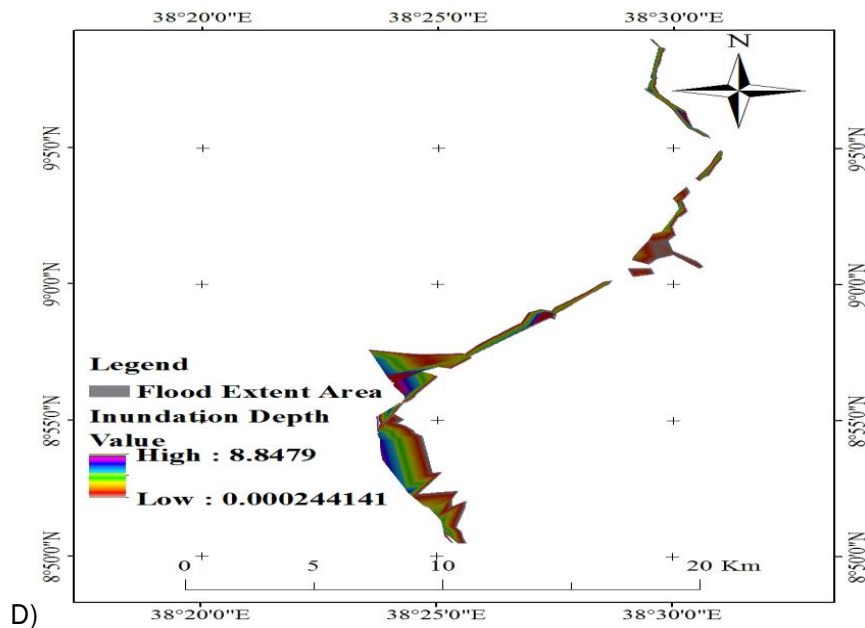 38°20'0"E 38°25'0"E 38°30'0"E
N
9°5'0"N 9°5'0"N
9°0'0"N 9°0'0"N
Legend
Flood Extent Area
Inundation Depth
Value
High : 8.8479
Low : 0.000244141
8°55'0"N 8°55'0"N
8°50'0"N 8°50'0"N
0 5 10 20 Km
D)
38°20'0"E 38°25'0"E 38°30'0"E